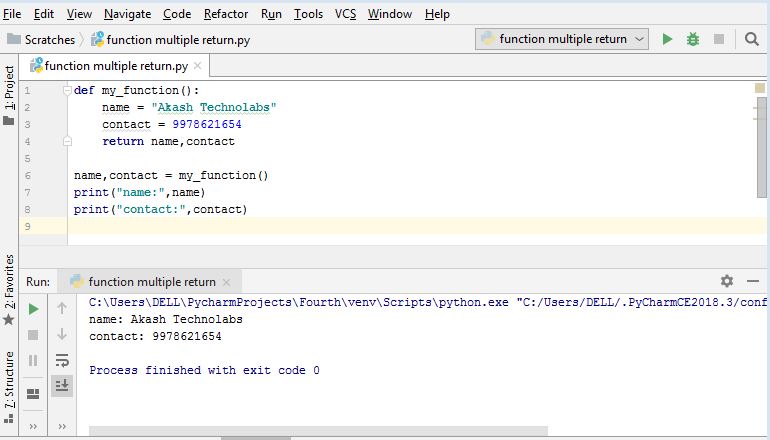 File Edit View Navigate Code Refactor Run Tools VCS Window Help
Scratches function multiple return.py function multiple return
function multiple return.py
1: Project
1 def my_function():
2 name = "Akash Technolabs"
3 contact = 9978621654
4 return name,contact
5
6 name,contact = my_function()
7 print("name:",name)
8 print("contact:",contact)
9
2: Favorites
7: Structure
Run: function multiple return
C:\Users\DELL\PycharmProjects\Fourth\venv\Scripts\python.exe "C:/Users/DELL/.PyCharmCE2018.3/conf
name: Akash Technolabs
contact: 9978621654
Process finished with exit code 0